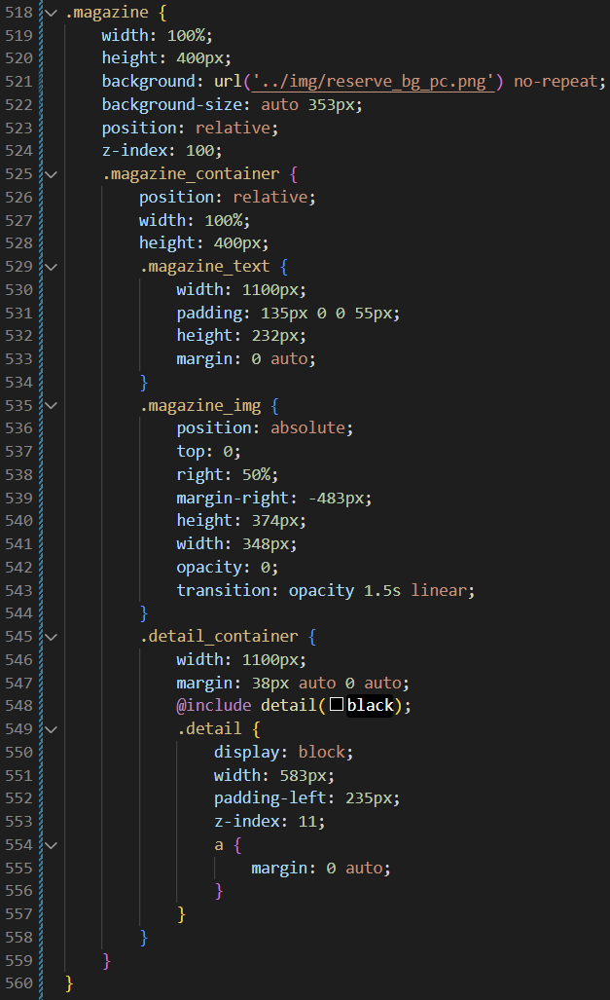 518 .magazine {
519 width: 100%;
520 height: 400px;
521 background: url('../img/reserve_bg_pc.png') no-repeat;
522 background-size: auto 353px;
523 position: relative;
524 z-index: 100;
525 .magazine_container {
526 position: relative;
527 width: 100%;
528 height: 400px;
529 .magazine_text {
530 width: 1100px;
531 padding: 135px 0 0 55px;
532 height: 232px;
533 margin: 0 auto;
534 }
535 .magazine_img {
536 position: absolute;
537 top: 0;
538 right: 50%;
539 margin-right: -483px;
540 height: 374px;
541 width: 348px;
542 opacity: 0;
543 transition: opacity 1.5s linear;
544 }
545 .detail_container {
546 width: 1100px;
547 margin: 38px auto 0 auto;
548 @include detail(black);
549 .detail {
550 display: block;
551 width: 583px;
552 padding-left: 235px;
553 z-index: 11;
554 a {
555 margin: 0 auto;
556 }
557 }
558 }
559 }
560 }